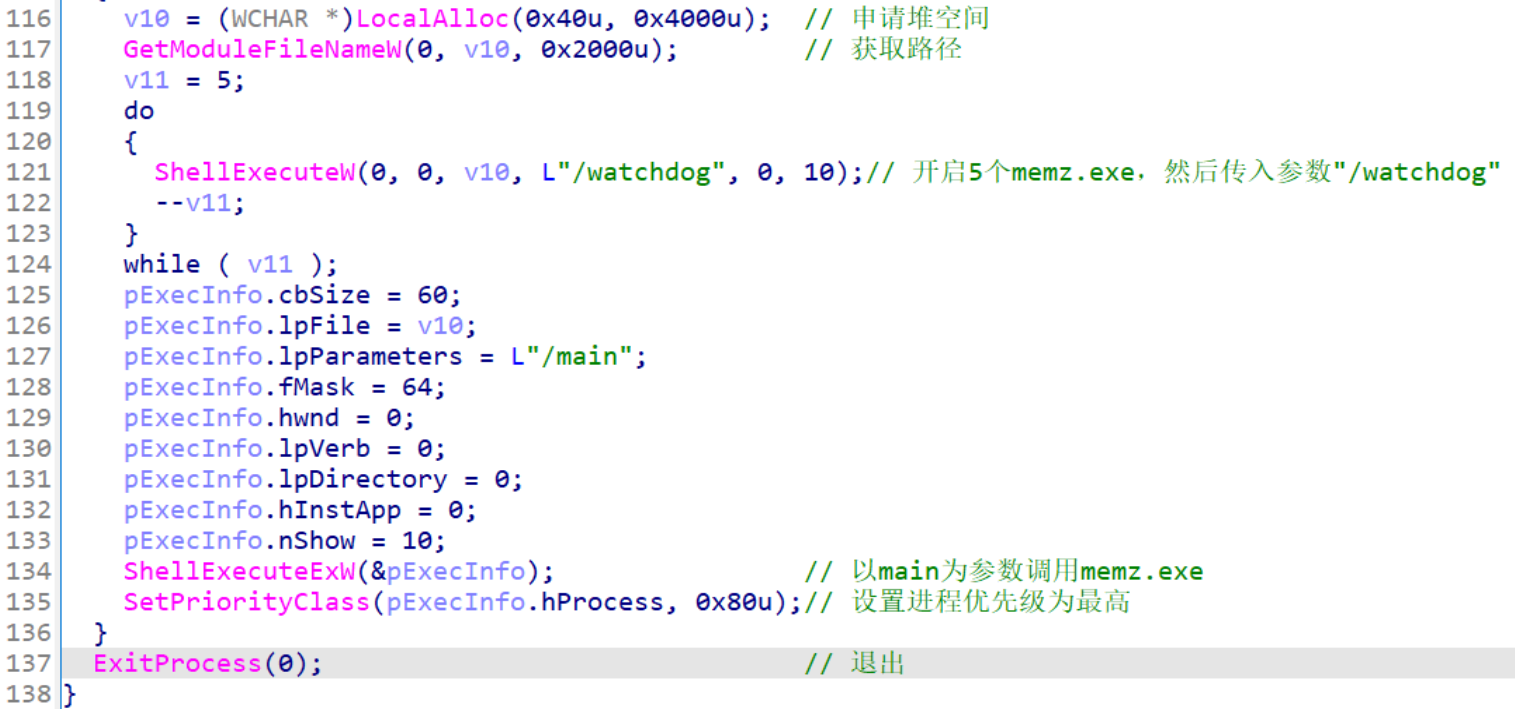 116 v10 = (WCHAR *)LocalAlloc(0x40u, 0x4000u); // 申请堆空间
117 GetModuleFileNameW(0, v10, 0x2000u); // 获取路径
118 v11 = 5;
119 do
120 {
121 ShellExecuteW(0, 0, v10, L"/watchdog", 0, 10);// 开启5个memz.exe，然后传入参数"/watchdog"
122 --v11;
123 }
124 while ( v11 );
125 pExecInfo.cbSize = 60;
126 pExecInfo.lpFile = v10;
127 pExecInfo.lpParameters = L"/main";
128 pExecInfo.fMask = 64;
129 pExecInfo.hwnd = 0;
130 pExecInfo.lpVerb = 0;
131 pExecInfo.lpDirectory = 0;
132 pExecInfo.hInstApp = 0;
133 pExecInfo.nShow = 10;
134 ShellExecuteExW(&pExecInfo); // 以main为参数调用memz.exe
135 SetPriorityClass(pExecInfo.hProcess, 0x80u);// 设置进程优先级为最高
136 }
137 ExitProcess(0); // 退出
138 }